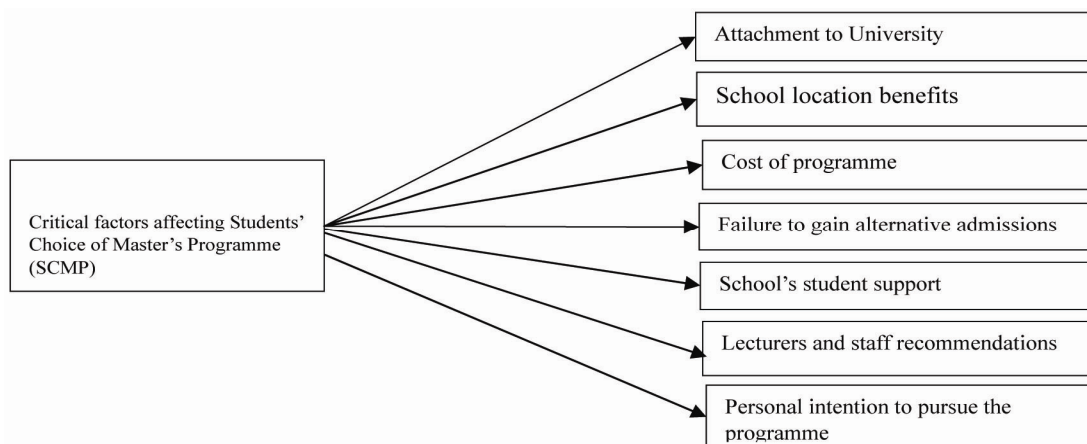 Attachment to University
School location benefits
Cost of programme
Critical factors affecting Students’
Choice of Master’s Programme
(SCMP)
Failure to gain alternative admissions
School’s student support
Lecturers and staff recommendations
Personal intention to pursue the
programme